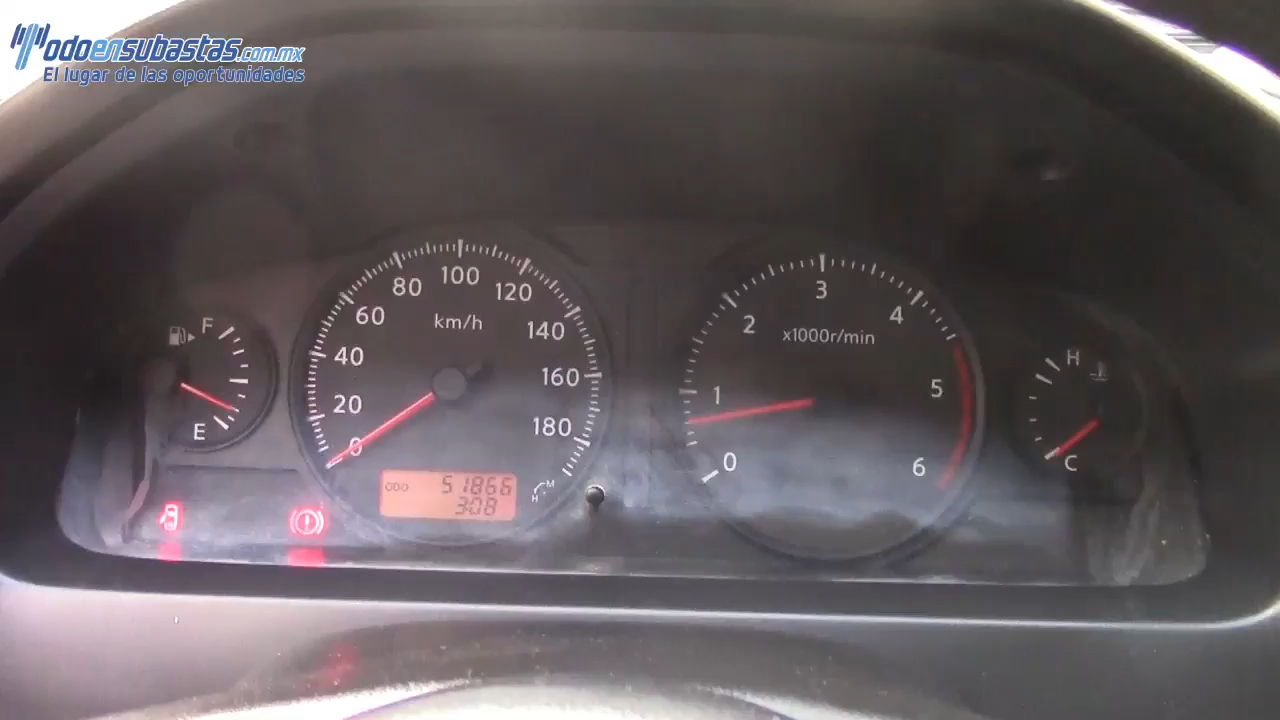 Todoensubastas.com.mx
El lugar de las oportunidades
F
E
0
20
40
60
80
100
120
140
160
180
km/h
ODO 51866
308
H M
0
1
2
3
4
5
6
x1000r/min
H
C